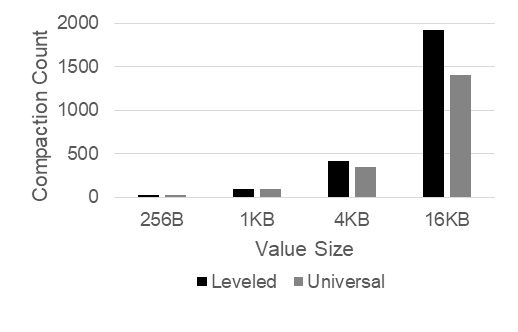 2000
1500
1000
500
0
Compaction Count
256B 1KB 4KB 16KB
Value Size
Leveled Universal